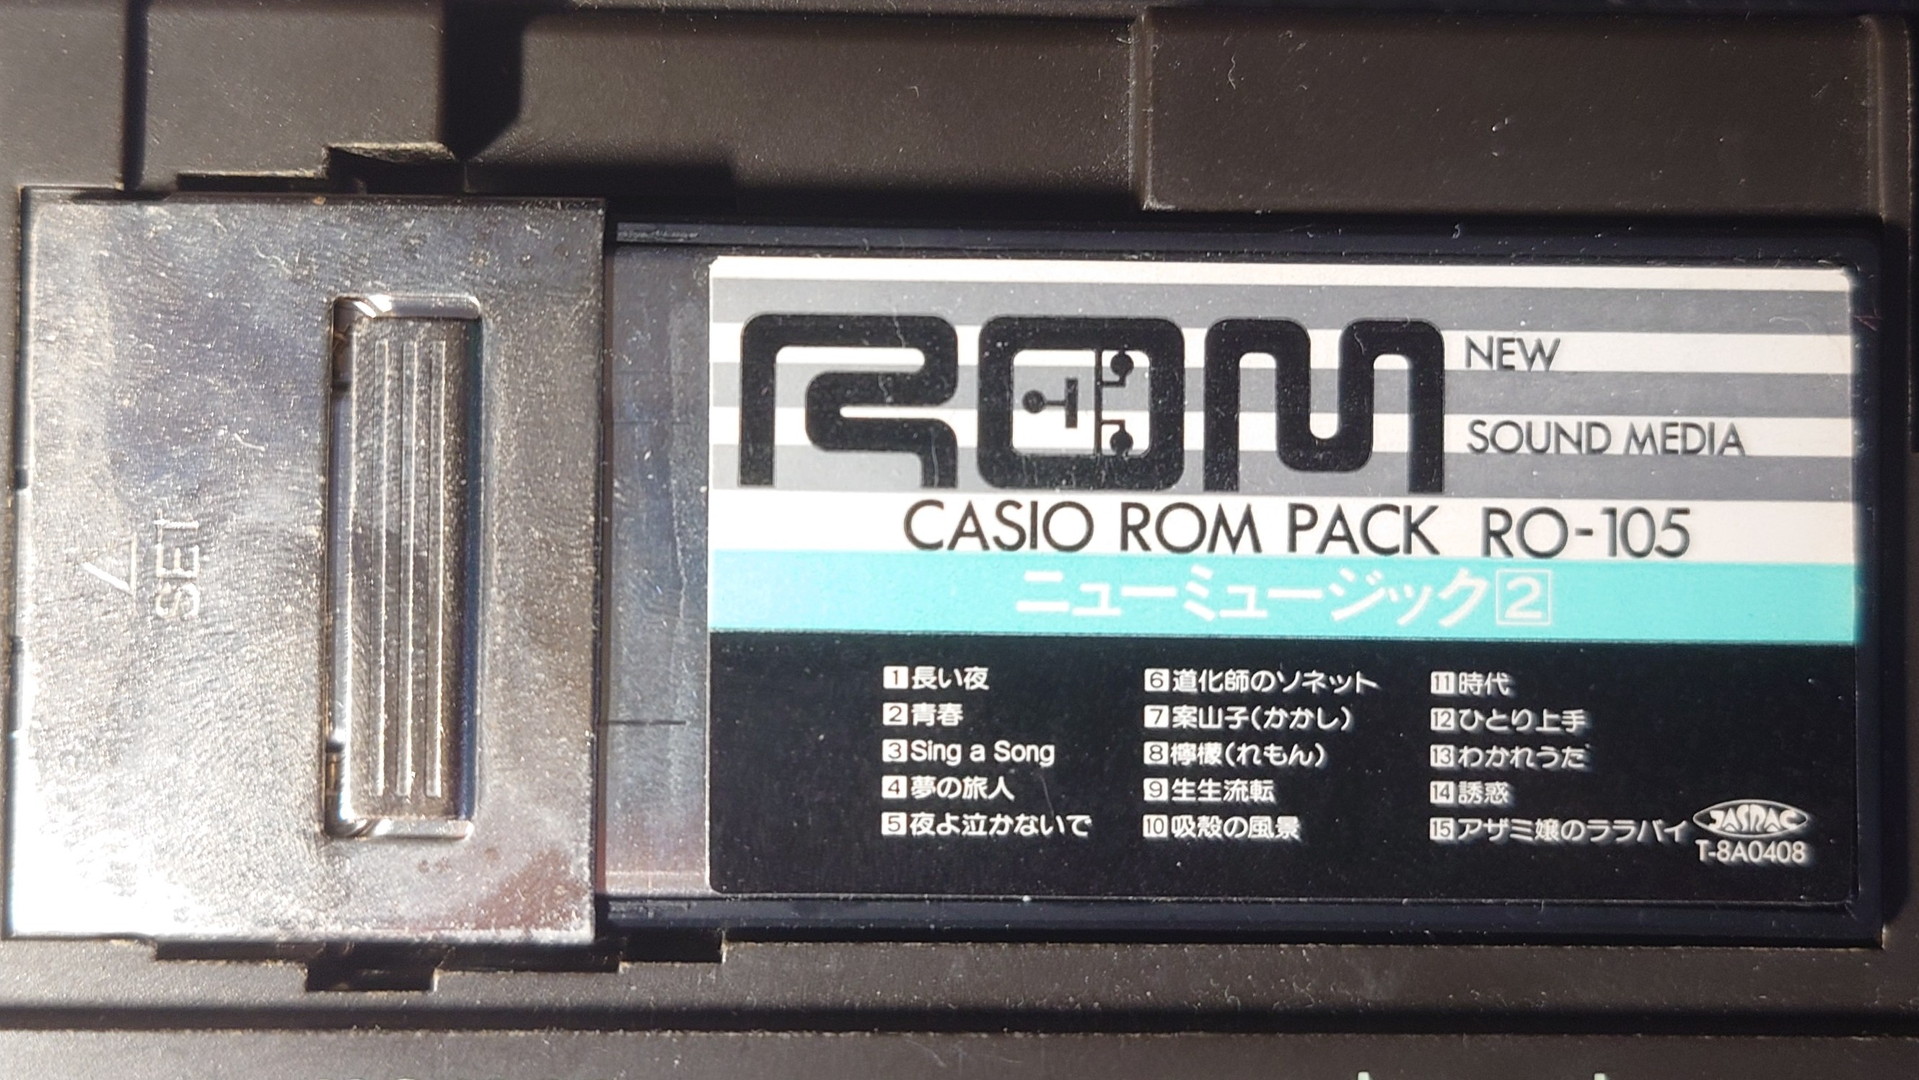 SET
ROM
NEW
SOUND MEDIA
CASIO ROM PACK RO-105
ニューミュージック2
1長い夜
2青春
3Sing a Song
4夢の旅人
5夜よ泣かないで
6道化師のソネット
7案山子(かかし)
8檸檬(れもん)
9生生流転
10吸殻の風景
11時代
12ひとり上手
13わかれうた
14誘惑
15アザミ嬢のララバイ
JASRAC
T-8A0408